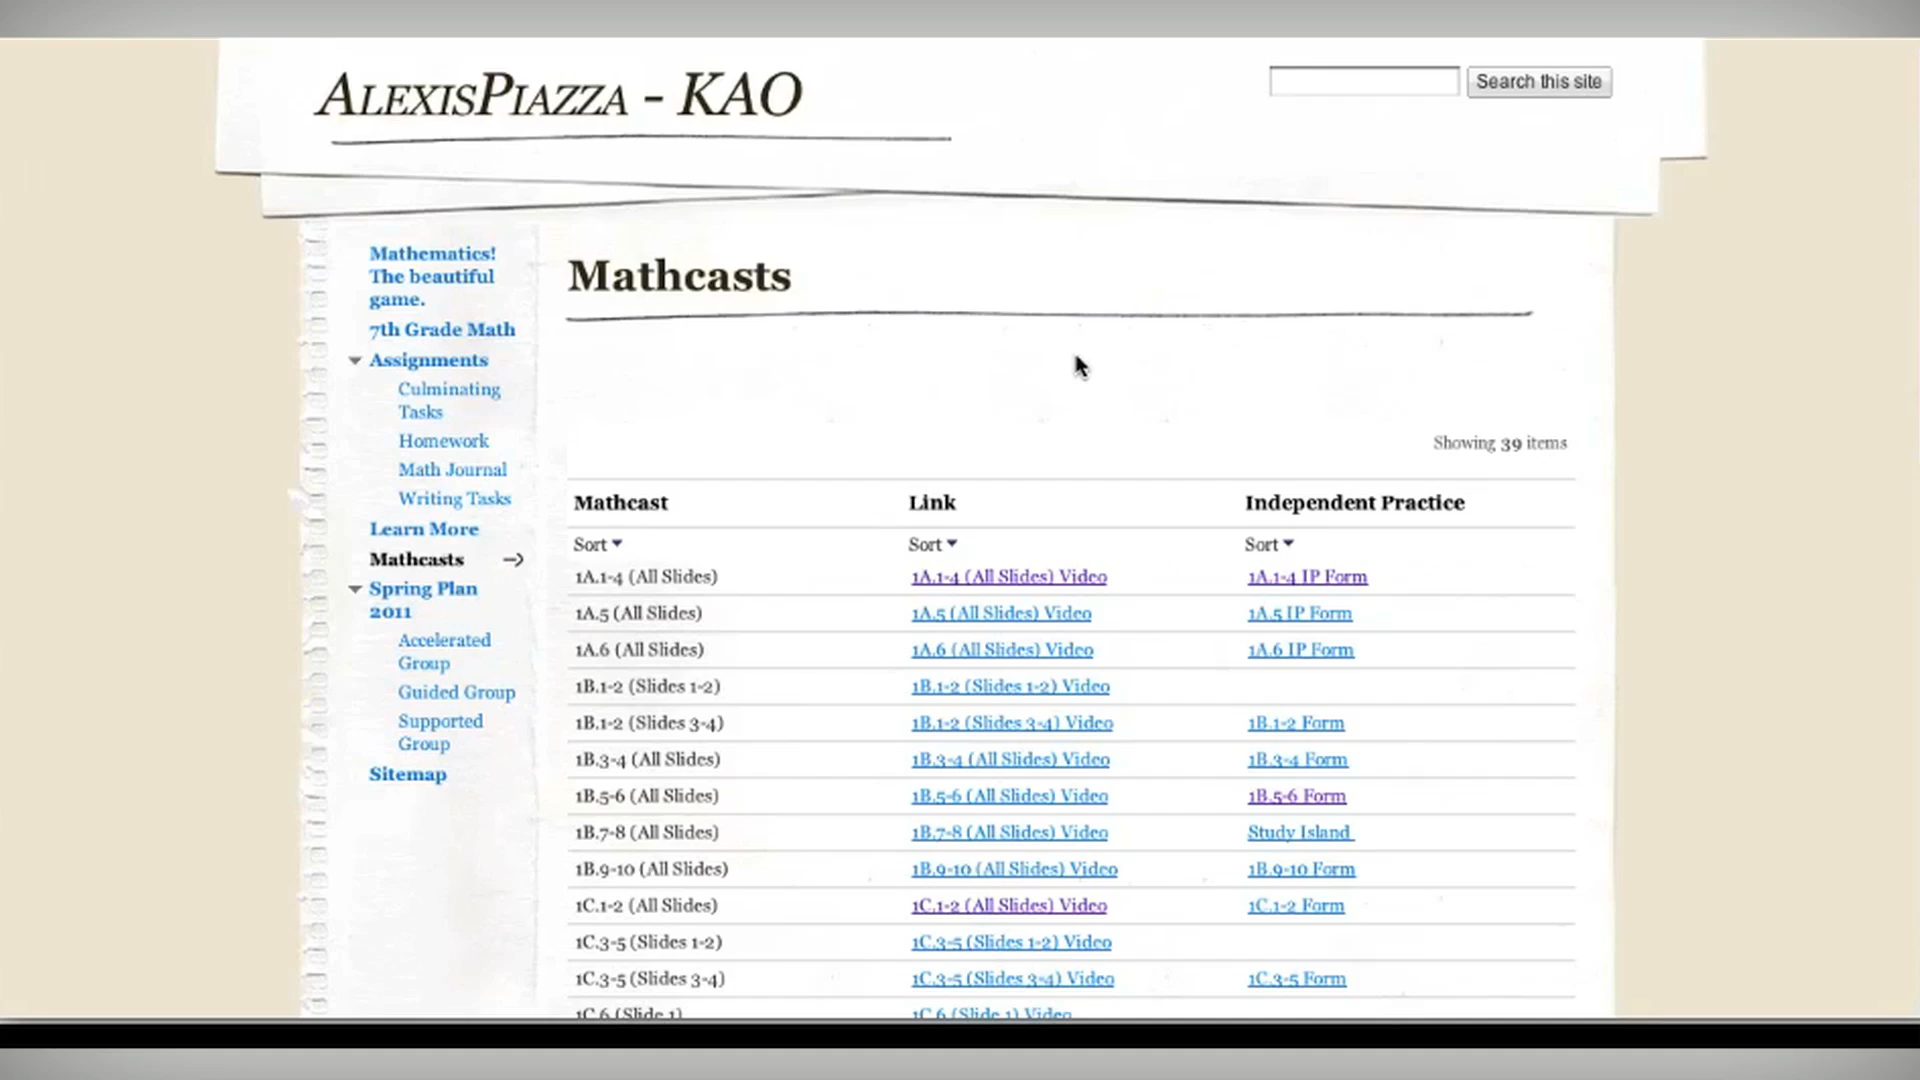 ALEXISPIAZZA - KAO
Search this site
Mathematics!
The beautiful
game.
7th Grade Math
Assignments
Culminating
Tasks
Homework
Math Journal
Writing Tasks
Learn More
Mathcasts
Spring Plan
2011
Accelerated
Group
Guided Group
Supported
Group
Sitemap
Mathcasts
Showing 39 items
Mathcast Link Independent Practice
Sort Sort Sort
1A.1-4 (All Slides) 1A.1-4 (All Slides) Video 1A.1-4 IP Form
1A.5 (All Slides) 1A.5 (All Slides) Video 1A.5 IP Form
1A.6 (All Slides) 1A.6 (All Slides) Video 1A.6 IP Form
1B.1-2 (Slides 1-2) 1B.1-2 (Slides 1-2) Video
1B.1-2 (Slides 3-4) 1B.1-2 (Slides 3-4) Video 1B.1-2 Form
1B.3-4 (All Slides) 1B.3-4 (All Slides) Video 1B.3-4 Form
1B.5-6 (All Slides) 1B.5-6 (All Slides) Video 1B.5-6 Form
1B.7-8 (All Slides) 1B.7-8 (All Slides) Video Study Island
1B.9-10 (All Slides) 1B.9-10 (All Slides) Video 1B.9-10 Form
1C.1-2 (All Slides) 1C.1-2 (All Slides) Video 1C.1-2 Form
1C.3-5 (Slides 1-2) 1C.3-5 (Slides 1-2) Video
1C.3-5 (Slides 3-4) 1C.3-5 (Slides 3-4) Video 1C.3-5 Form
1C.6 (Slide 1) 1C.6 (Slide 1) Video